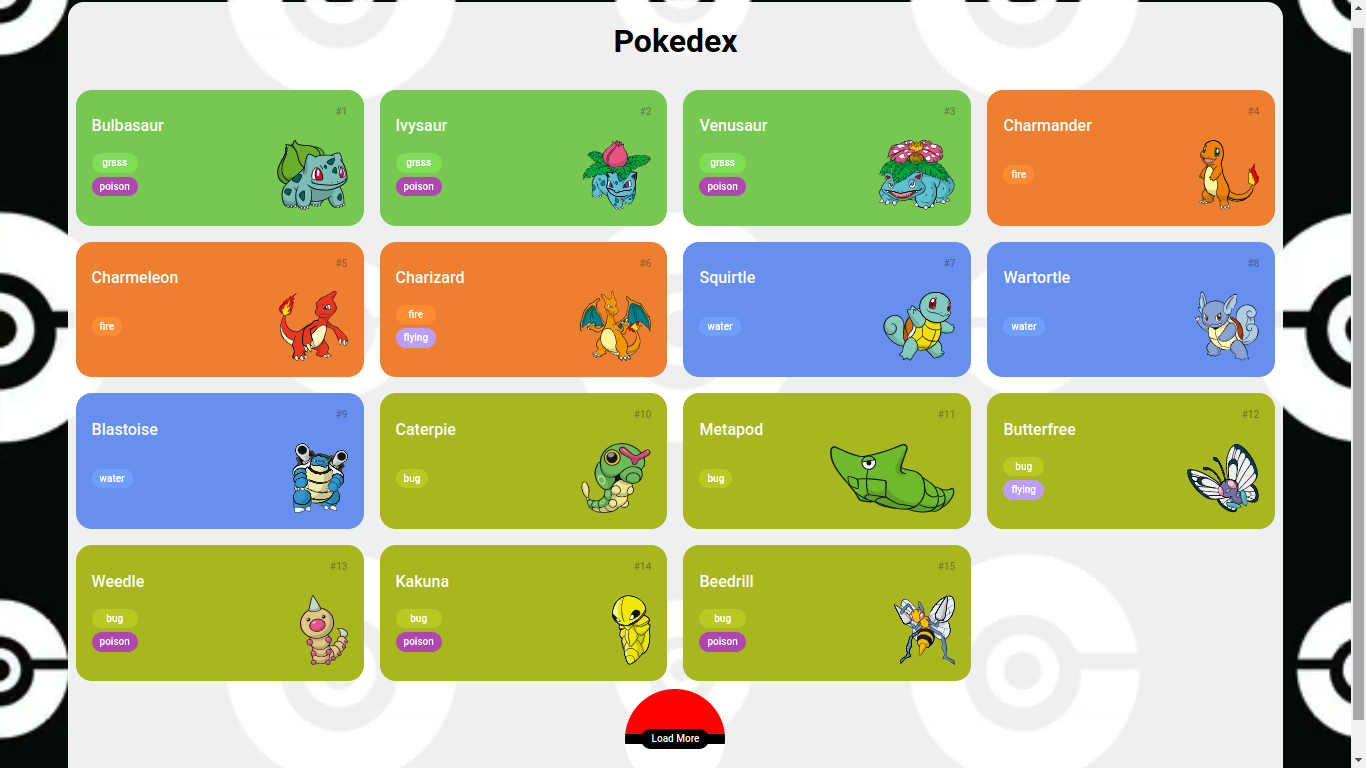 Pokedex
#1
Bulbasaur
grass
poison
#2
Ivysaur
grass
poison
#3
Venusaur
grass
poison
#4
Charmander
fire
#5
Charmeleon
fire
#6
Charizard
fire
flying
#7
Squirtle
water
#8
Wartortle
water
#9
Blastoise
water
#10
Caterpie
bug
#11
Metapod
bug
#12
Butterfree
bug
flying
#13
Weedle
bug
poison
#14
Kakuna
bug
poison
#15
Beedrill
bug
poison
Load More